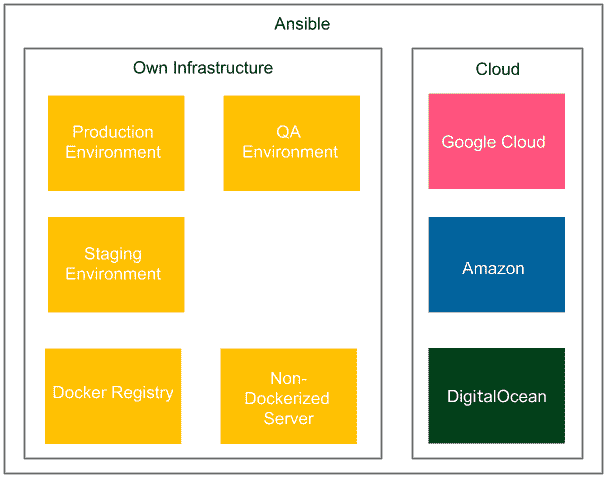 Ansible
Own Infrastructure
Cloud
Production
Environment
QA
Environment
Google Cloud
Staging
Environment
Amazon
Docker Registry
Non-
Dockerized
Server
DigitalOcean